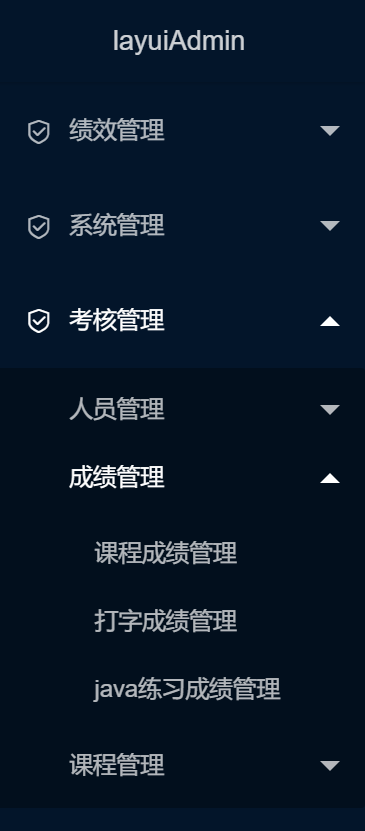 layuiAdmin
绩效管理
系统管理
考核管理
人员管理
成绩管理
课程成绩管理
打字成绩管理
java练习成绩管理
课程管理